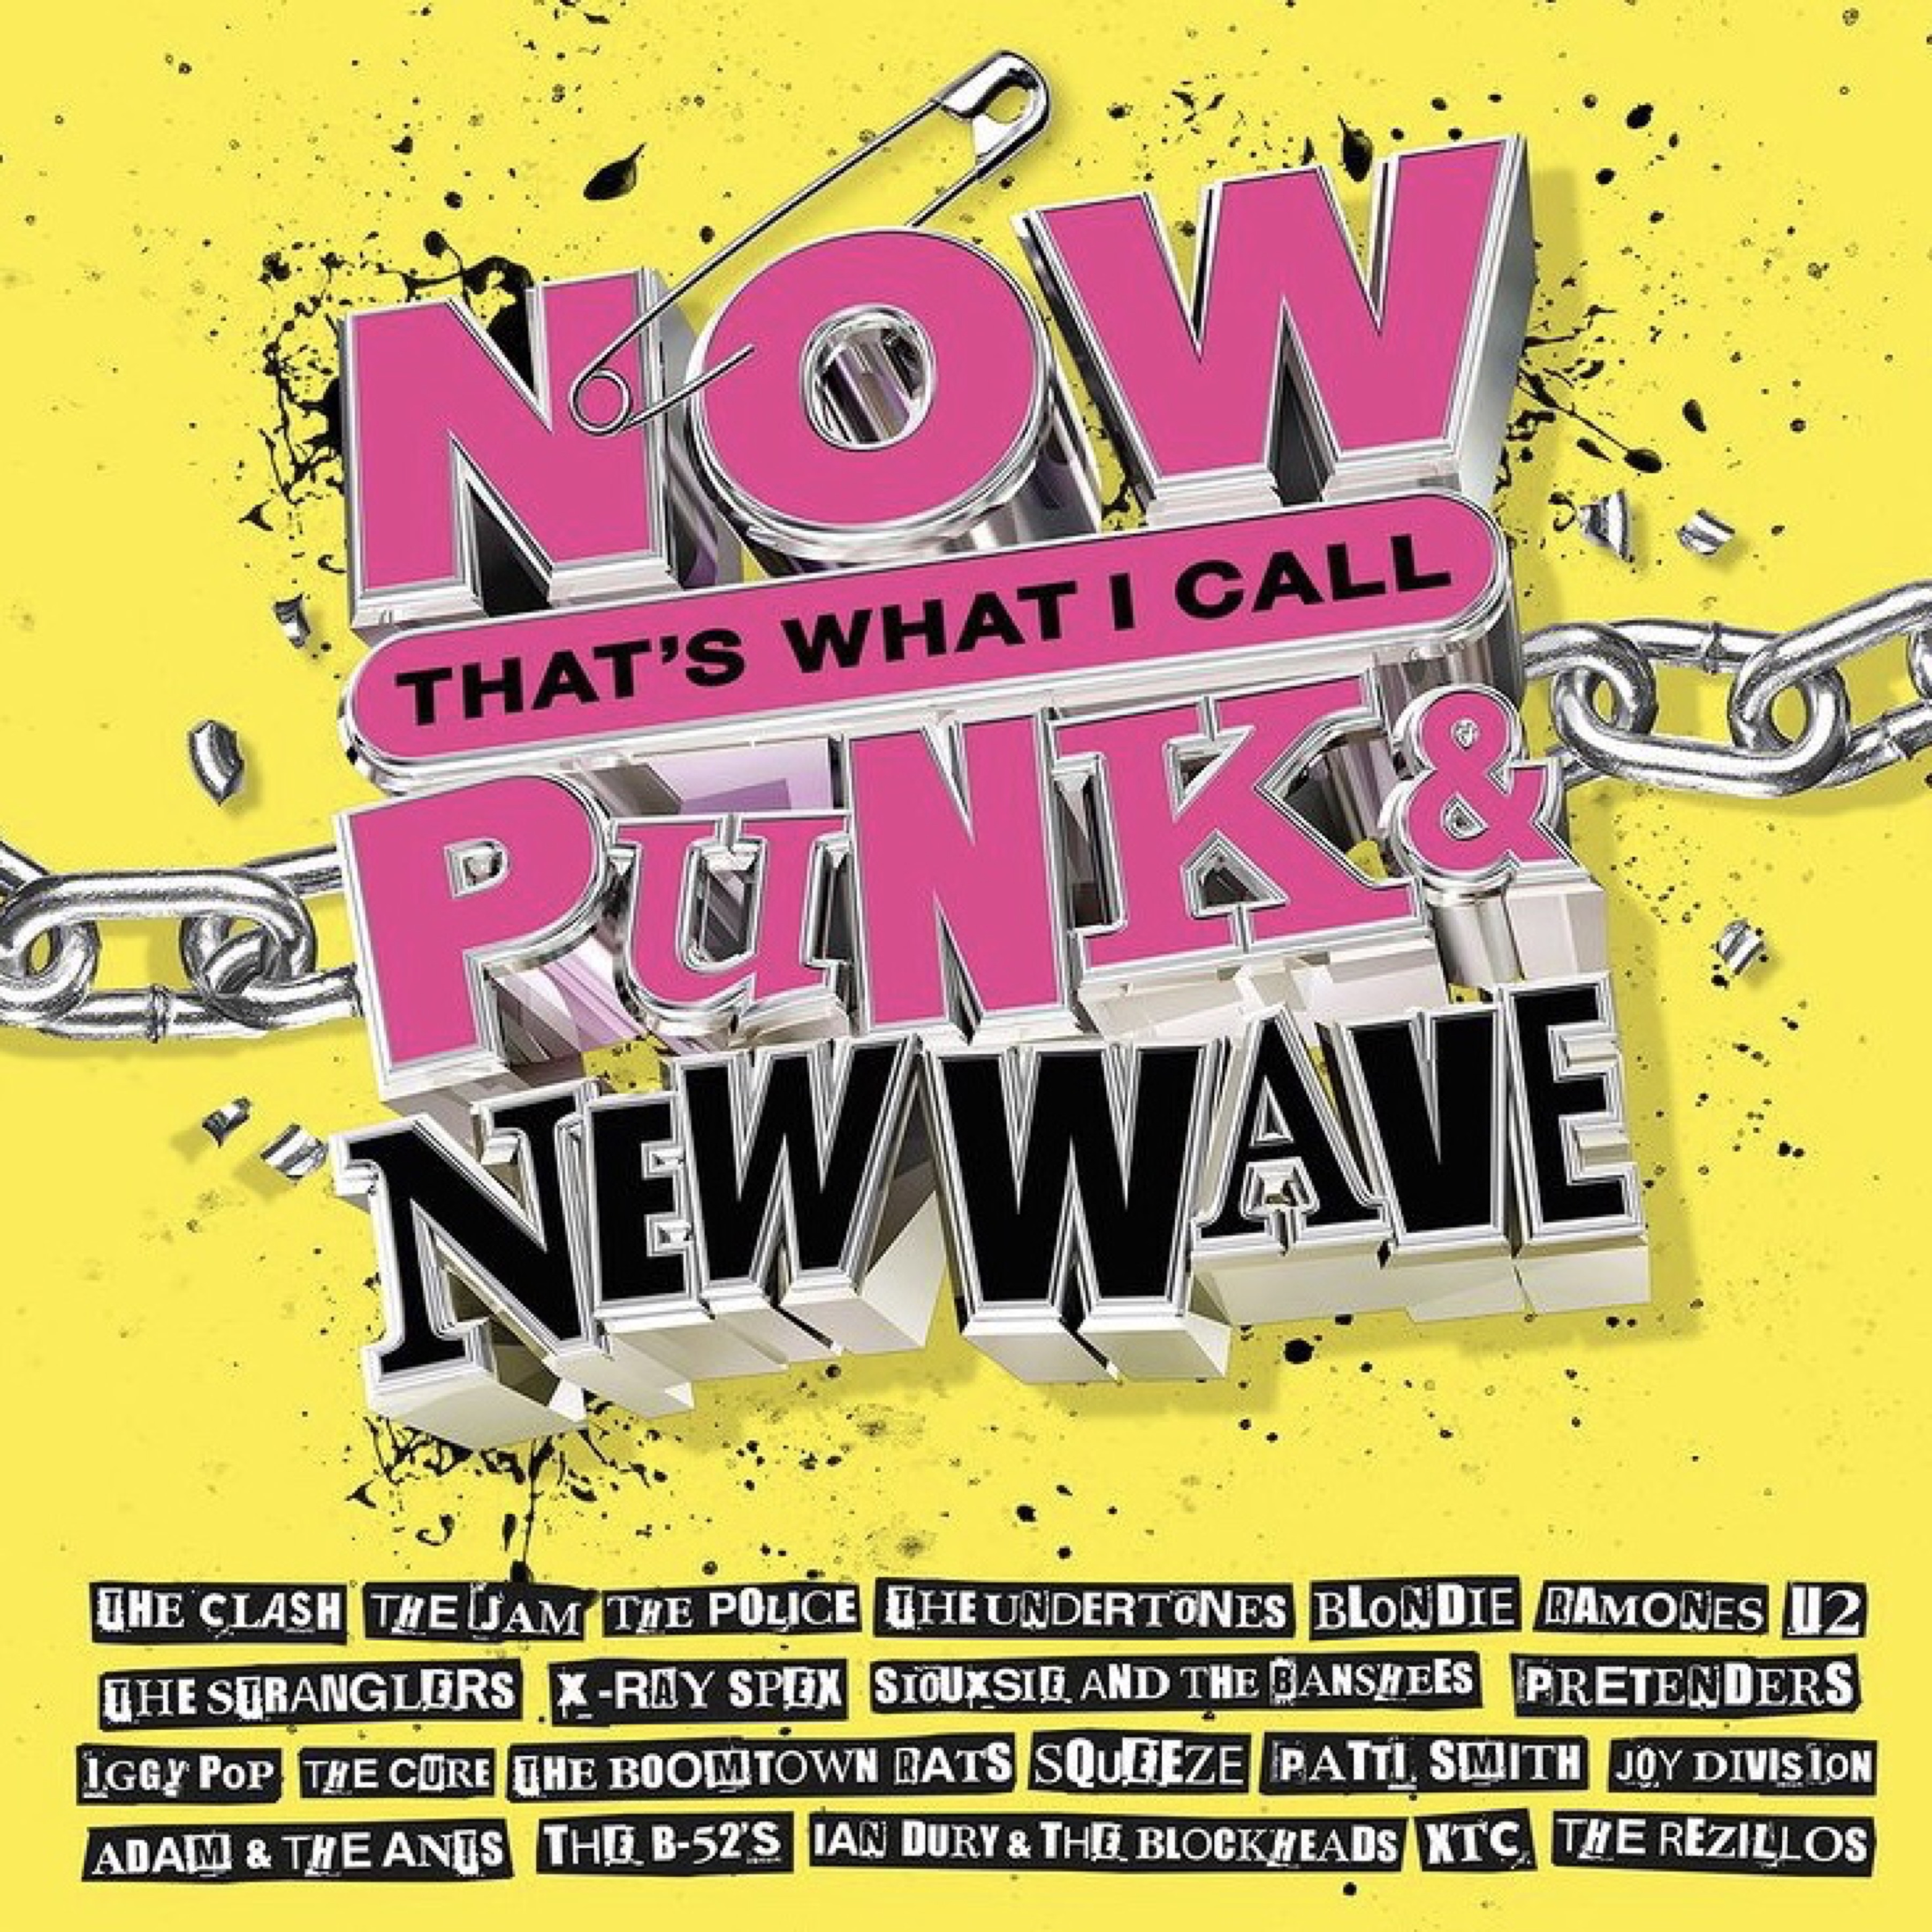 NOW
THAT'S WHAT I CALL
PuNK &
NEW WAVE
THE CLASH THE JAM THE POLICE THE UNDERTONES BLoNDIE RAMONES U2
THE STRANGLERS X-RAY SPEX SIOUXSIE AND THE BANSHEES PRETENDERS
IGGY PoP THE CURE THE BOOMTOWN RATS SQUEEZE PATTI SMITH JOY DIVISIoN
ADAM & THE ANTS THE B-52'S IAN DURY & THE BLOCKHEADS XTC THE REZILLOS